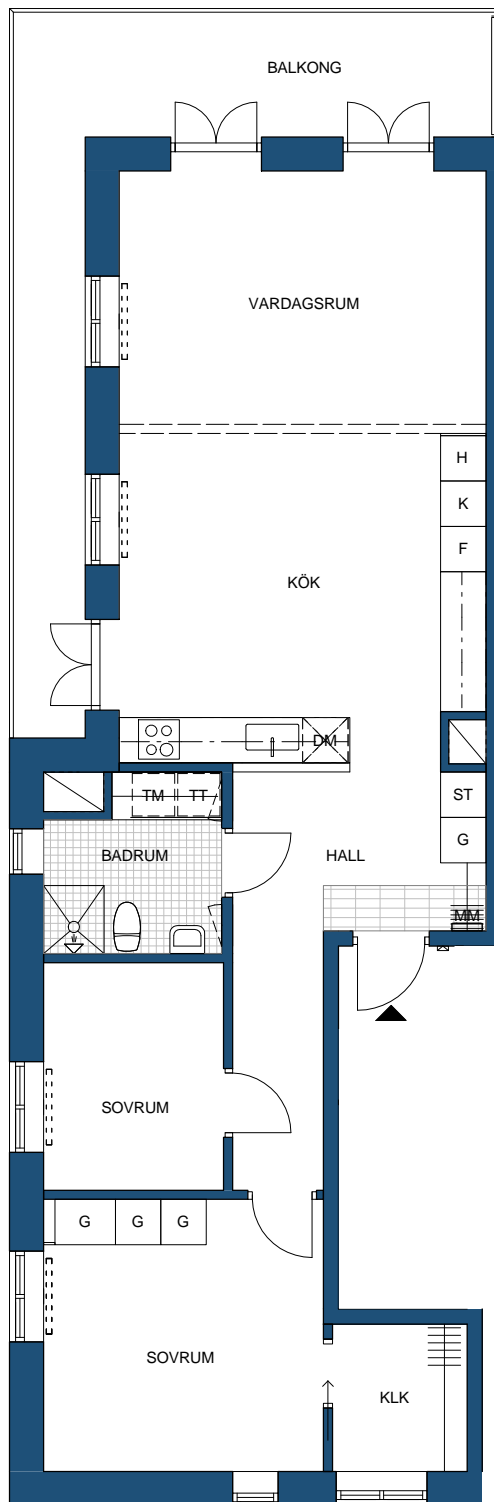 BALKONG
VARDAGSRUM
H
K
F
KÖK
DM
TM TT
ST
BADRUM
G
HALL
MM
SOVRUM
G G G
SOVRUM
KLK